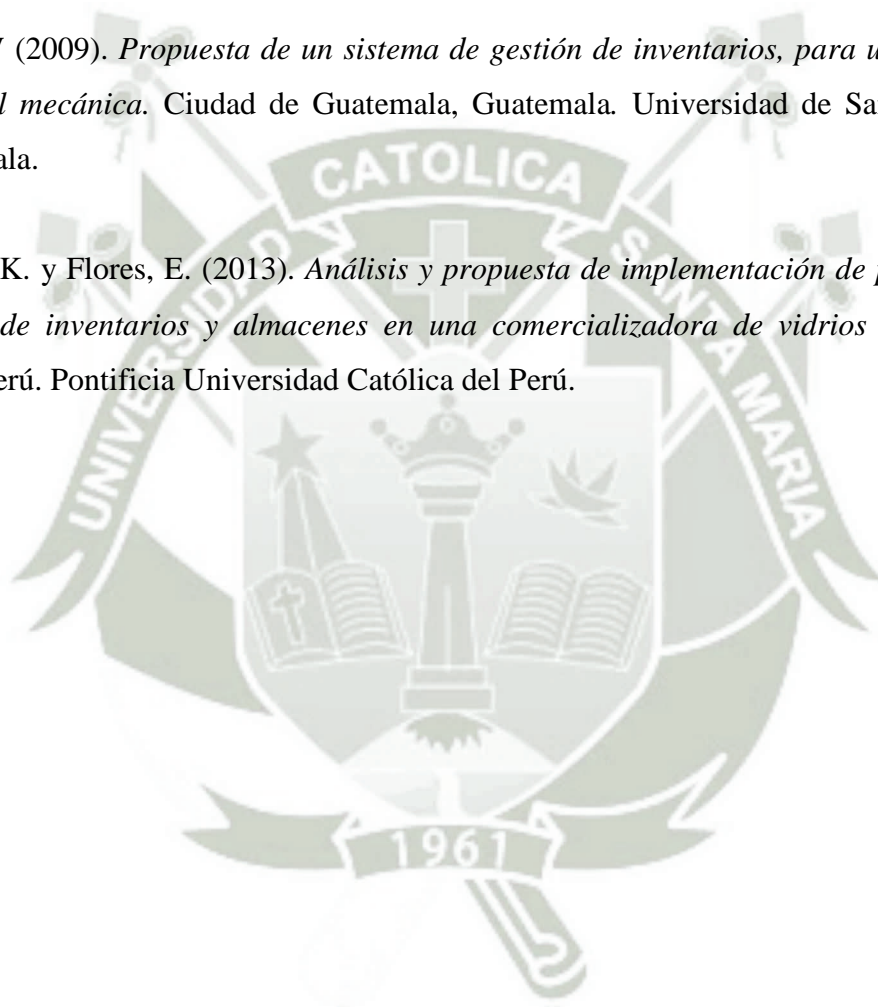 (2009). Propuesta de un sistema de gestión de inventarios, para
mecánica. Ciudad de Guatemala, Guatemala. Universidad de
ala.
CATOLICA
UNIVERSIDAD
SANTA MARIA
K. y Flores, E. (2013). Análisis y propuesta de implementación de
de inventarios y almacenes en una comercializadora de vidrios
erú. Pontificia Universidad Católica del Perú.
1961